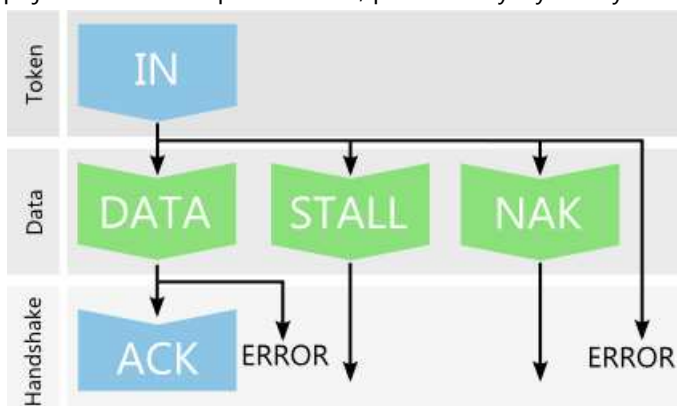 Token
IN
Data
DATA
STALL
NAK
Handshake
ACK
ERROR
ERROR